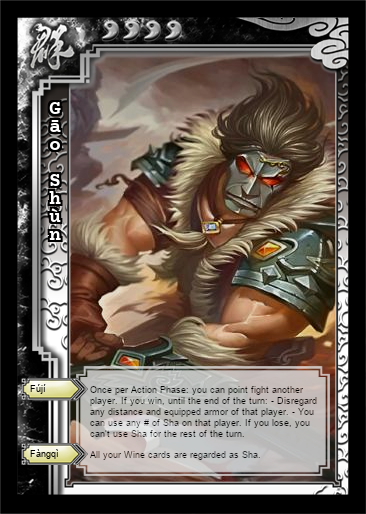 群
Gāo Shùn
Fújí
Once per Action Phase: you can point fight another
player. If you win, until the end of the turn: - Disregard
any distance and equipped armor of that player. - You
can use any # of Sha on that player. If you lose, you
can't use Sha for the rest of the turn.
Fàngqì
All your Wine cards are regarded as Sha.